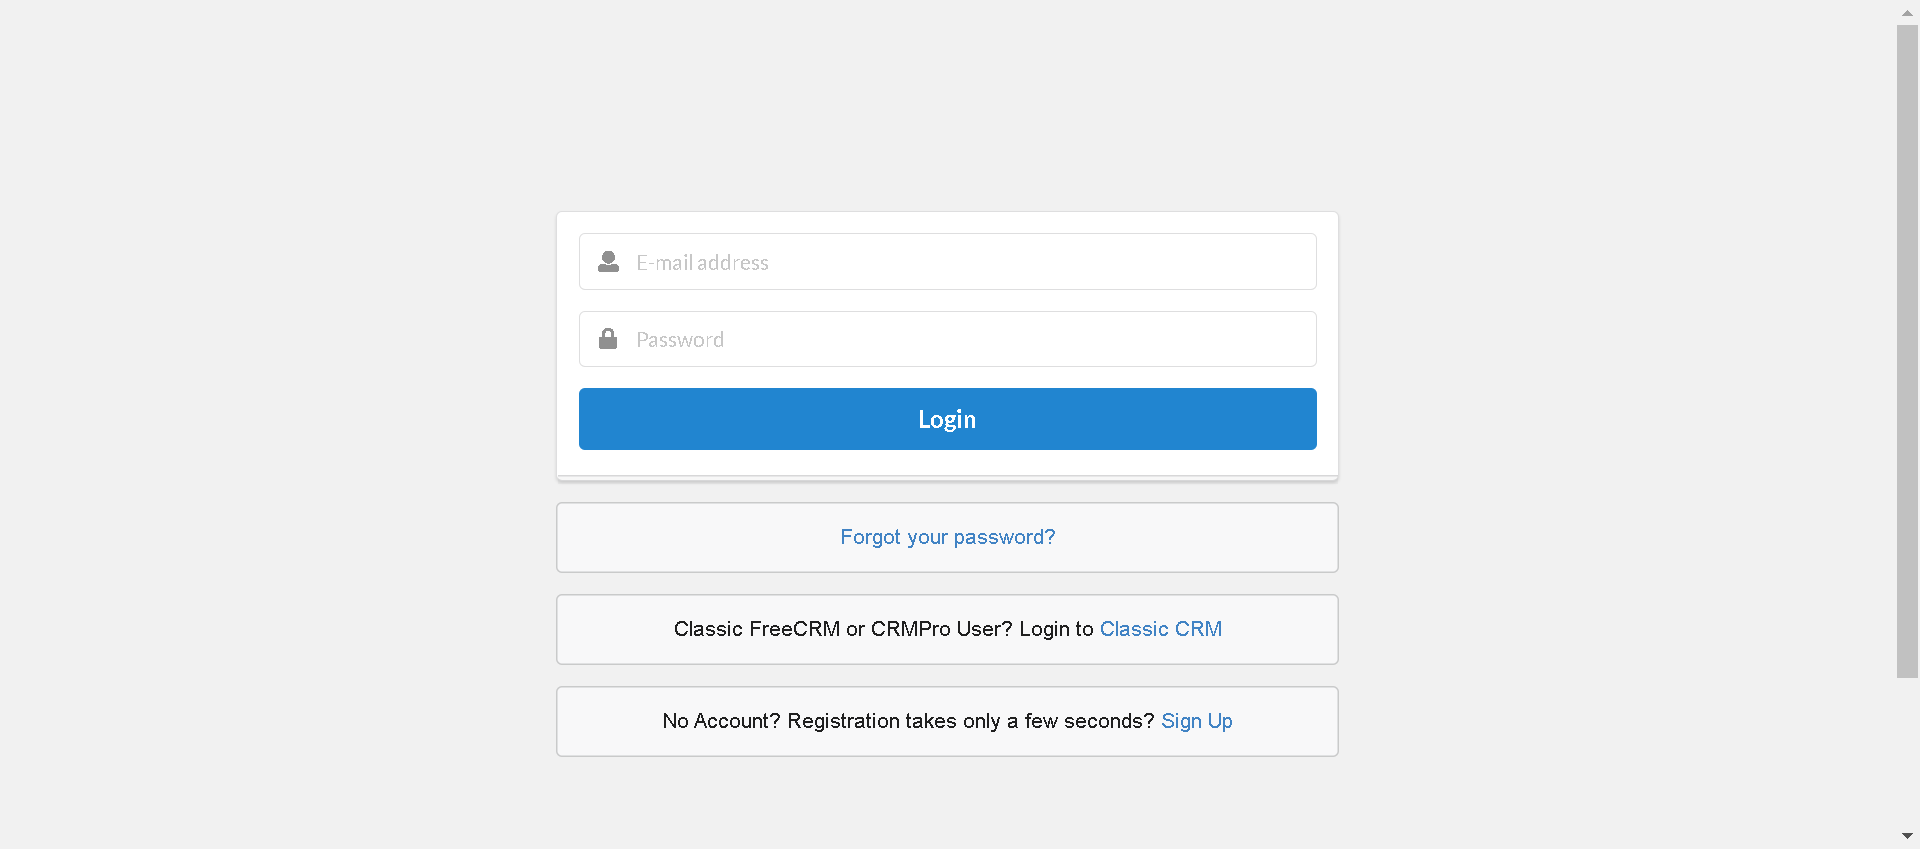 E-mail address
Password
Login
Forgot your password?
Classic FreeCRM or CRMPro User? Login to Classic CRM
No Account? Registration takes only a few seconds? Sign Up